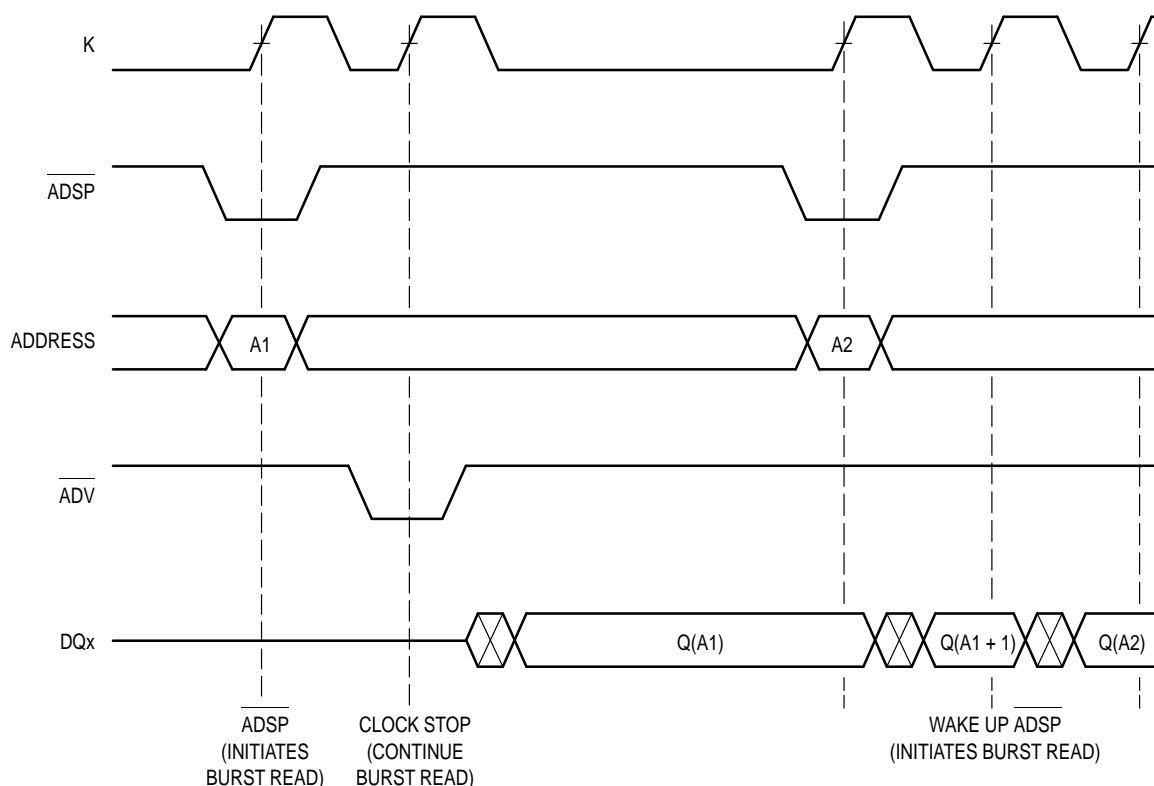 K
ADSP
ADDRESS
A1
A2
ADV
DQx
Q(A1)
Q(A1 + 1)
Q(A2)
ADSP
(INITIATES
BURST READ)
CLOCK STOP
(CONTINUE
BURST READ)
WAKE UP ADSP
(INITIATES BURST READ)